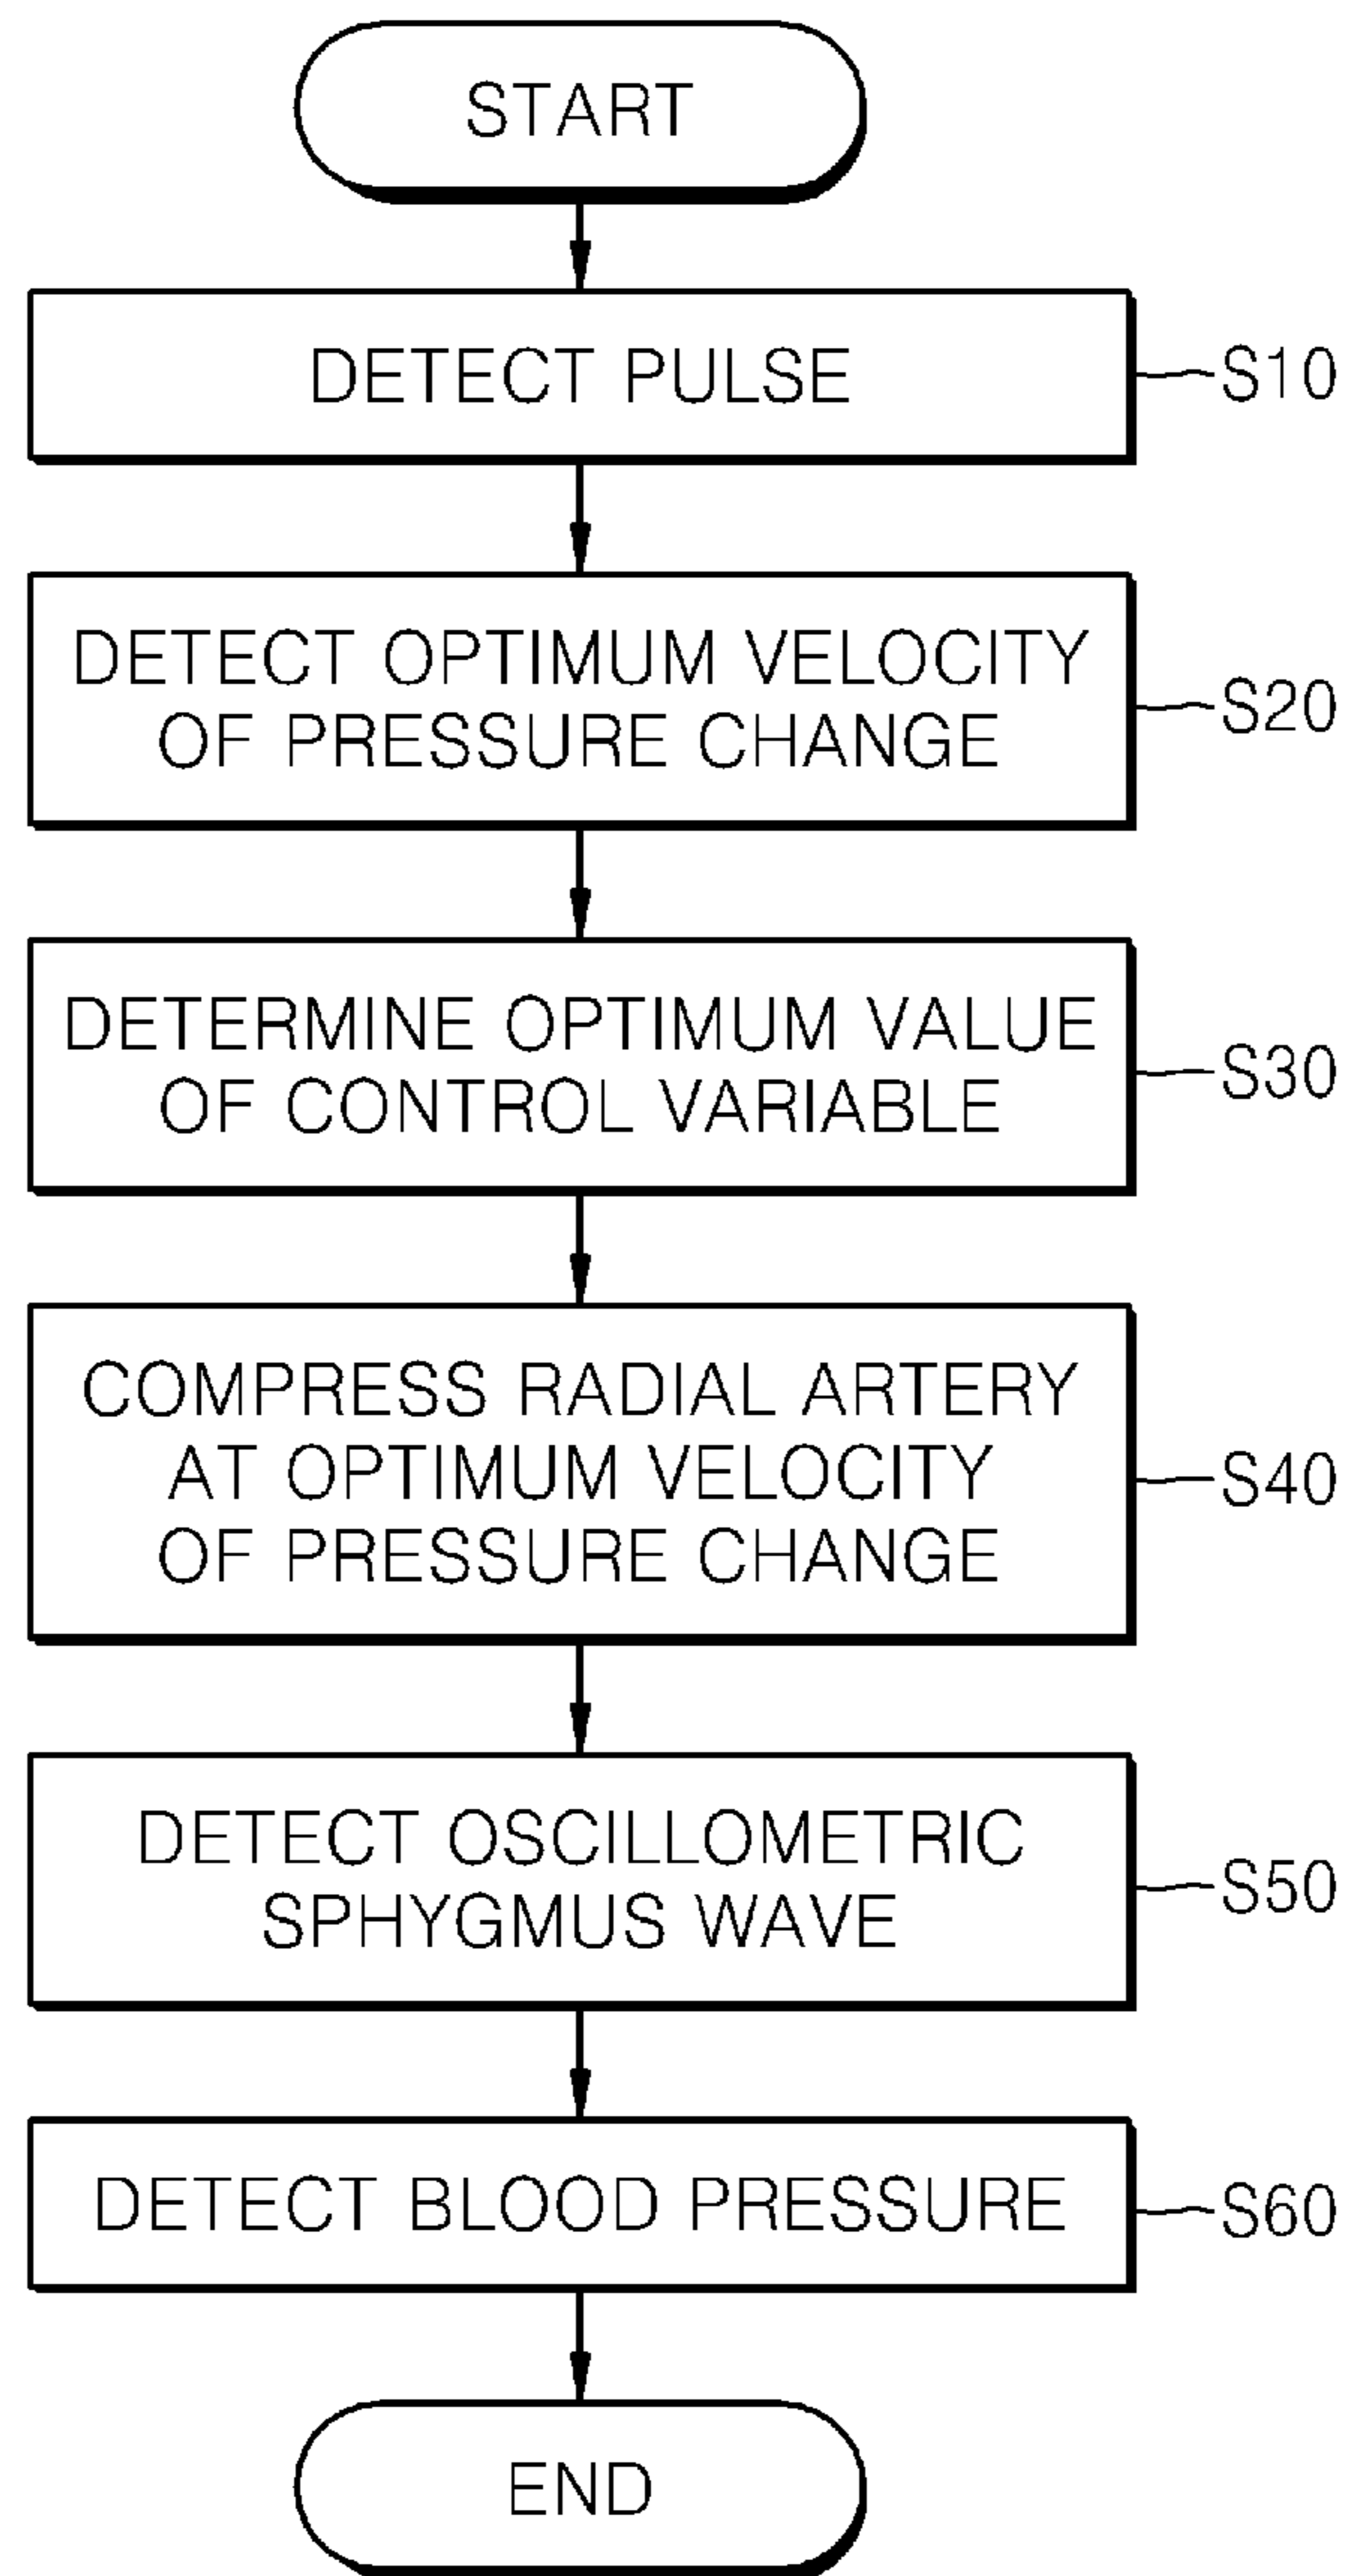 START
DETECT PULSE
S10
DETECT OPTIMUM VELOCITY
OF PRESSURE CHANGE
S20
DETERMINE OPTIMUM VALUE
OF CONTROL VARIABLE
S30
COMPRESS RADIAL ARTERY
AT OPTIMUM VELOCITY
OF PRESSURE CHANGE
S40
DETECT OSCILLOMETRIC
SPHYGMUS WAVE
S50
DETECT BLOOD PRESSURE
S60
END